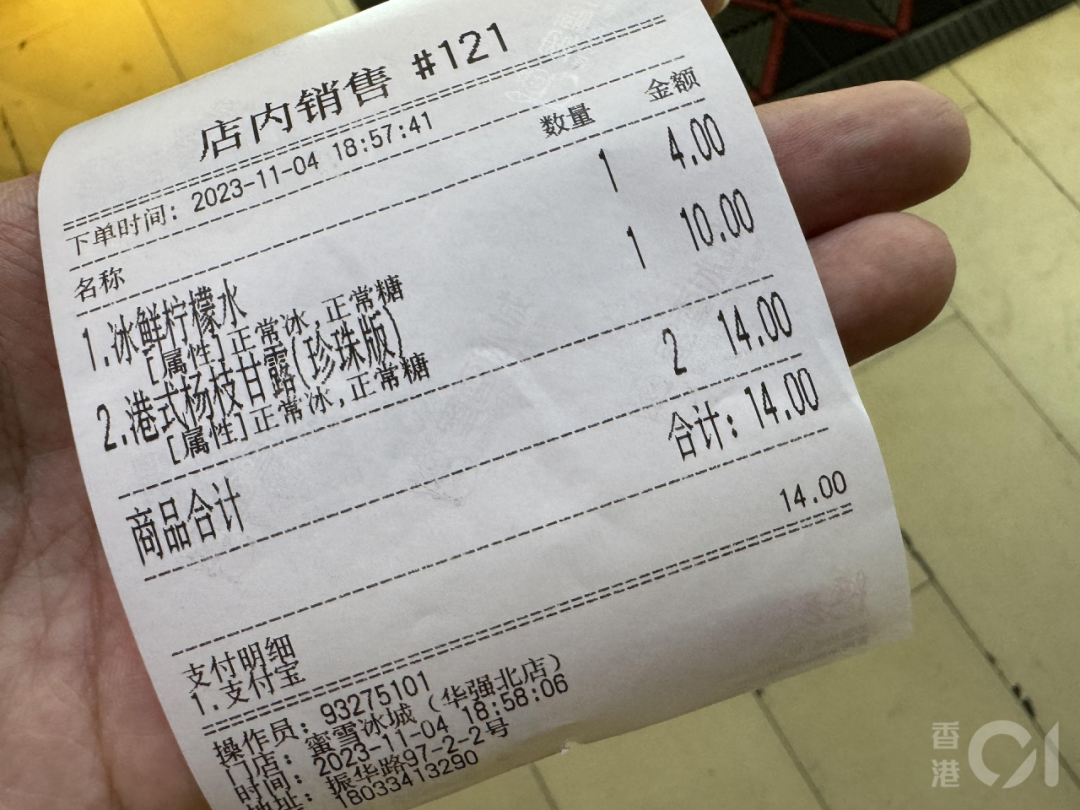 店内销售 #121
下单时间: 2023-11-04 18:57:41
名称 数量 金额
1.冰鲜柠檬水 1 4.00
[属性]正常冰, 正常糖
2.港式杨枝甘露(珍珠版) 1 10.00
[属性]正常冰,正常糖
商品合计 2 14.00
合计: 14.00
支付明细
1.支付宝 14.00
操作员: 93275101
门店: 蜜雪冰城 (华强北店)
时间: 2023-11-04 18:58:06
地址: 振华路97-2-2号
18033413290
香港01